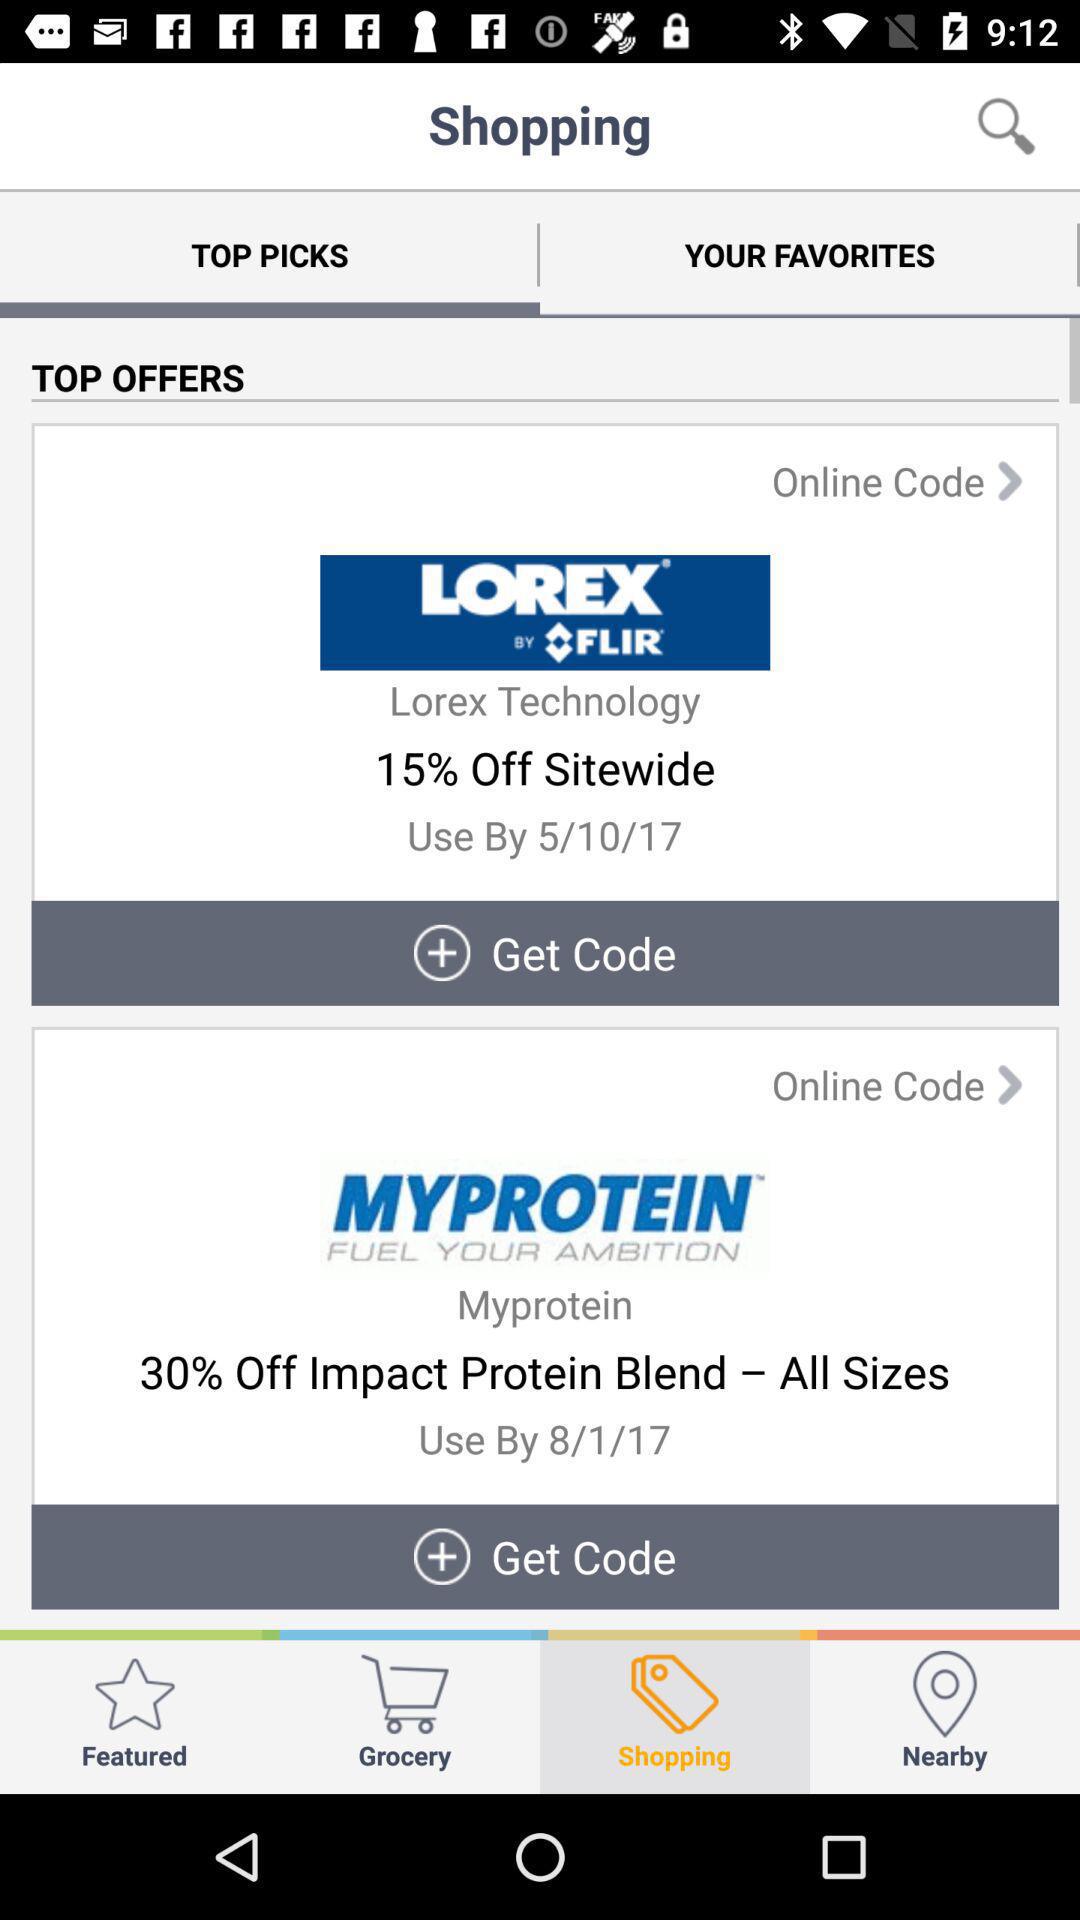 FAKE
9:12
Shopping
TOP PICKS
YOUR FAVORITES
TOP OFFERS
Online Code
LOREX®
BY FLIR®
Lorex Technology
15% Off Sitewide
Use By 5/10/17
Get Code
Online Code
MYPROTEIN™
FUEL YOUR AMBITION
Myprotein
30% Off Impact Protein Blend – All Sizes
Use By 8/1/17
Get Code
Featured
Grocery
Shopping
Nearby